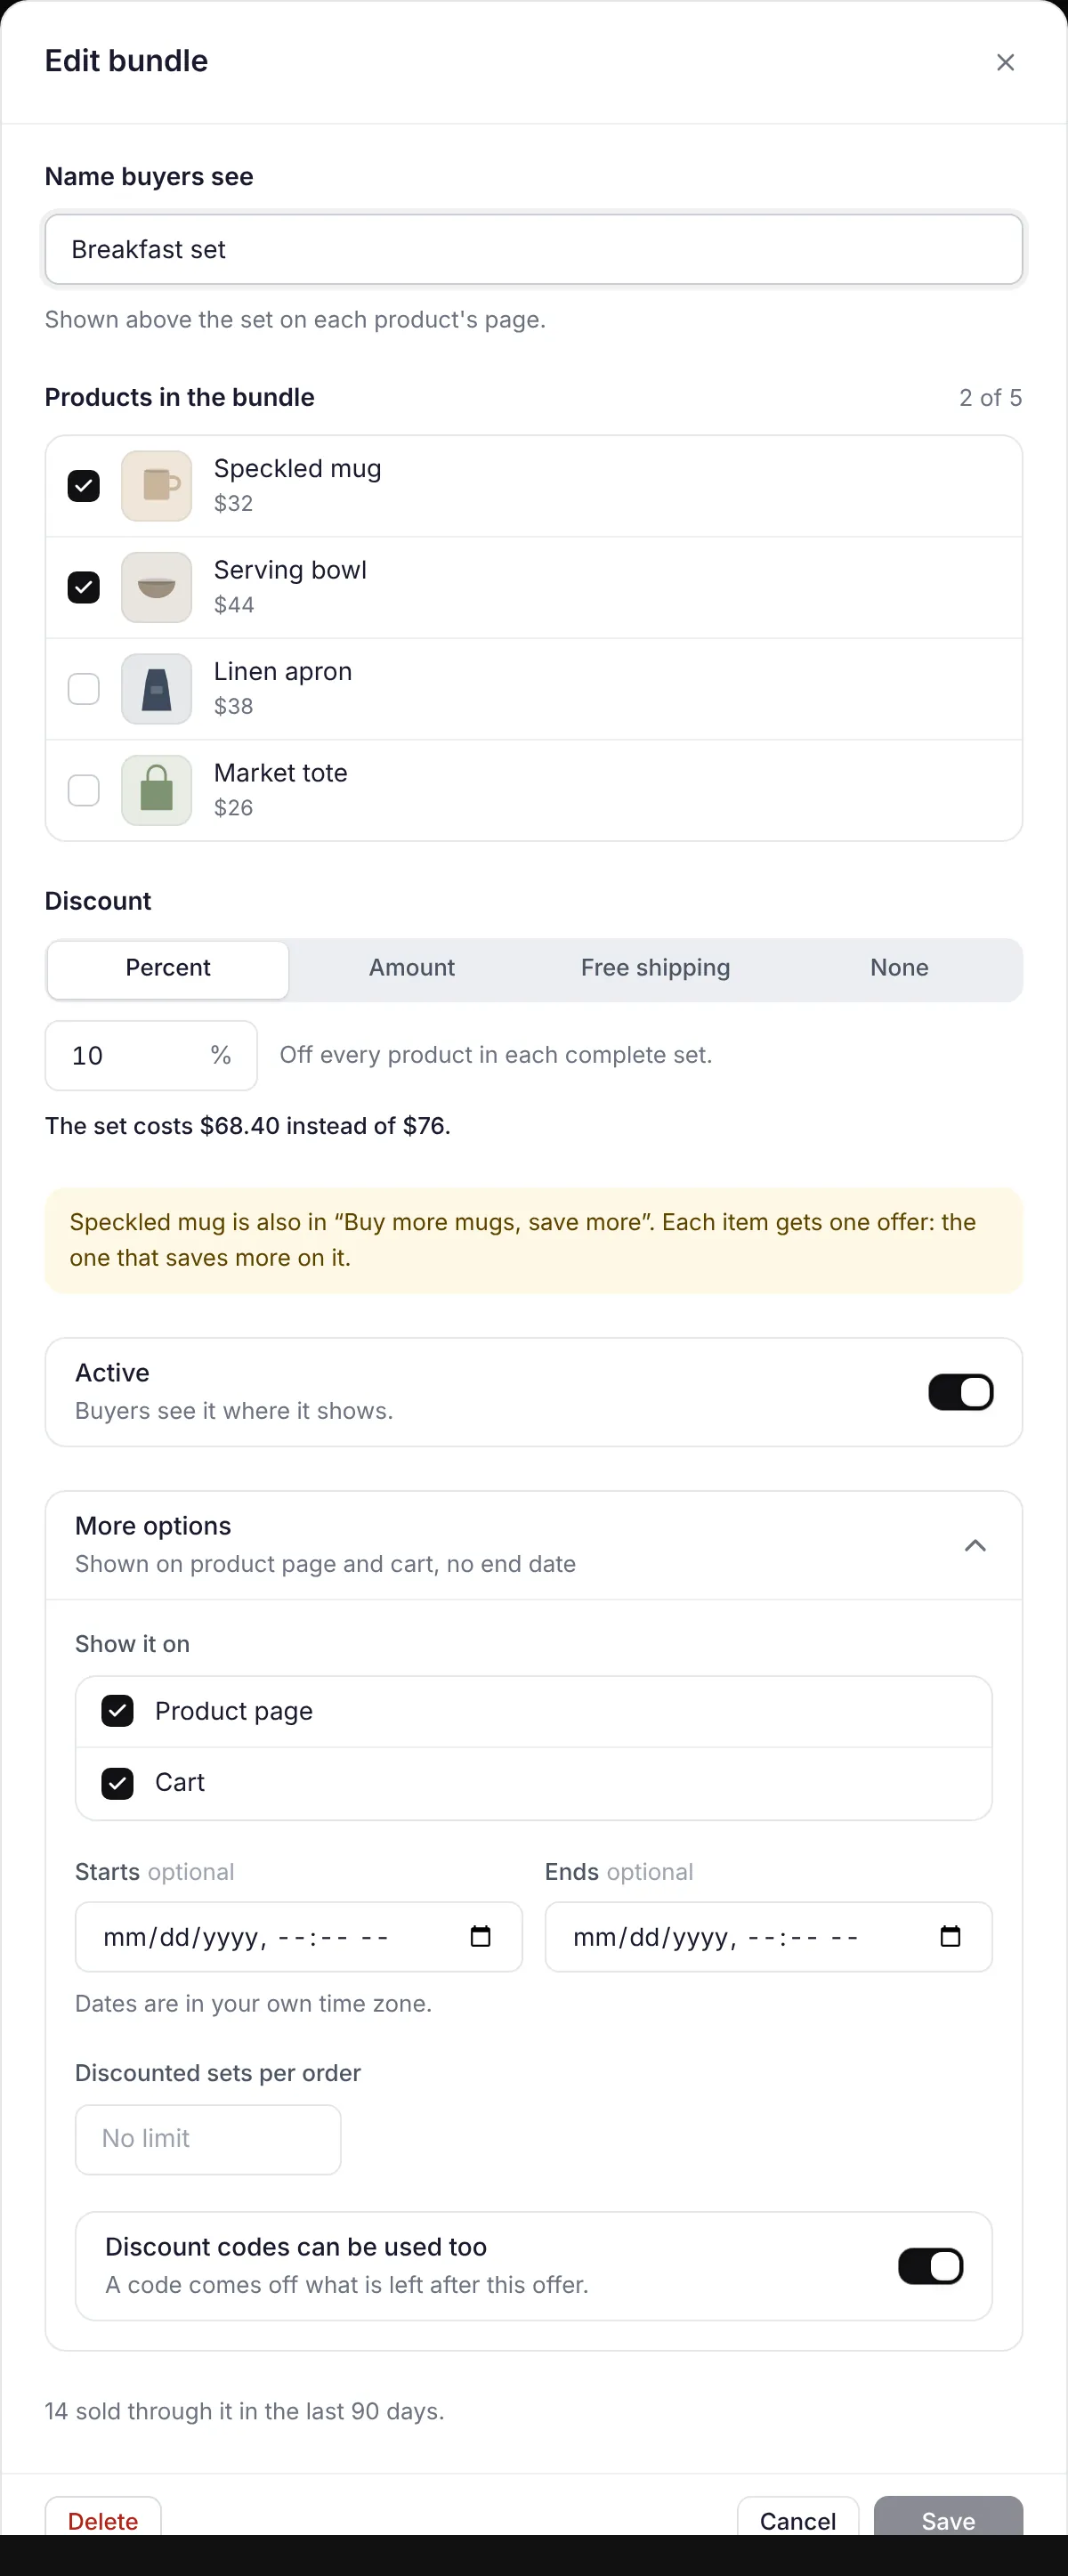 Edit bundle
Name buyers see
Breakfast set
Shown above the set on each product's page.
Products in the bundle
2 of 5
Speckled mug
$32
Serving bowl
$44
Linen apron
$38
Market tote
$26
Discount
Percent
Amount
Free shipping
None
10 %
Off every product in each complete set.
The set costs $68.40 instead of $76.
Speckled mug is also in “Buy more mugs, save more”. Each item gets one offer: the
one that saves more on it.
Active
Buyers see it where it shows.
More options
Shown on product page and cart, no end date
Show it on
Product page
Cart
Starts optional
Ends optional
mm/dd/yyyy, --:-- --
mm/dd/yyyy, --:-- --
Dates are in your own time zone.
Discounted sets per order
No limit
Discount codes can be used too
A code comes off what is left after this offer.
14 sold through it in the last 90 days.
Delete
Cancel
Save